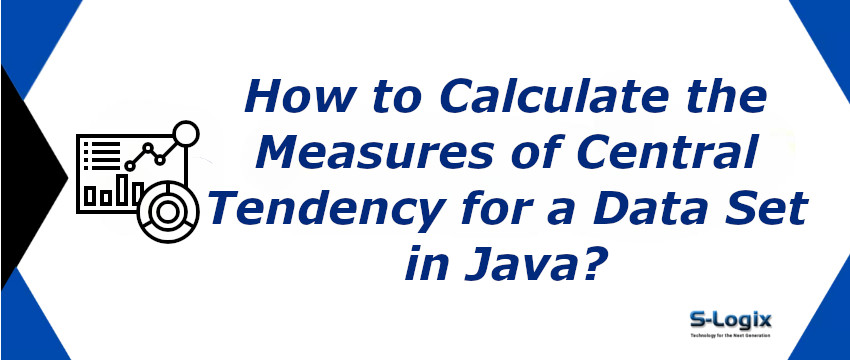 How to Calculate the
Measures of Central
Tendency for a Data Set
in Java?
S-Logix
Technology for the Next Generation